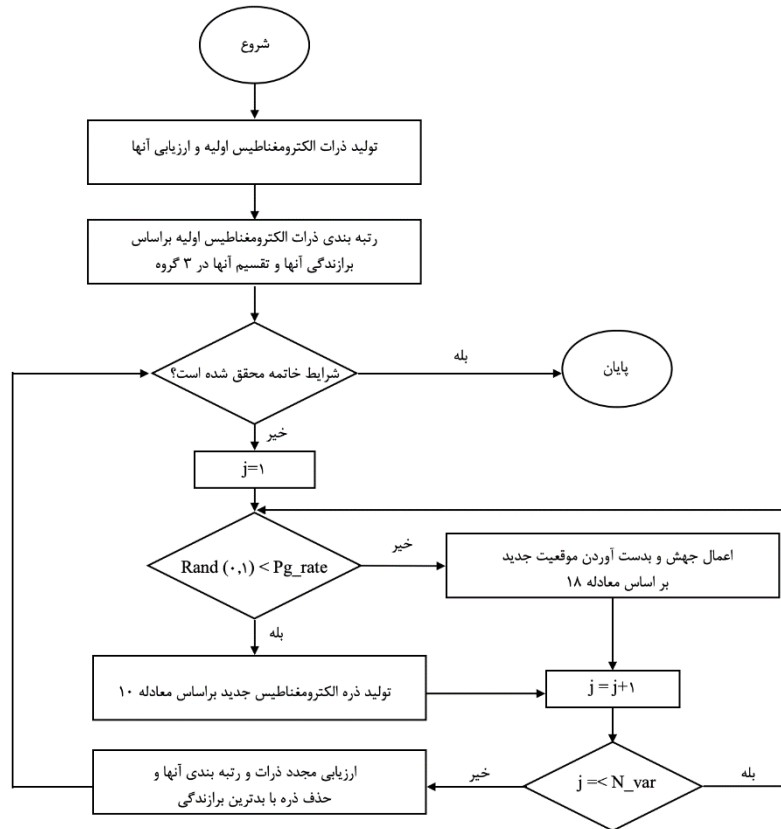 شروع
تولید ذرات الکترومغناطیس اولیه و ارزیابی آنها
رتبه بندی ذرات الکترومغناطیس اولیه براساس
برازندگی آنها و تقسیم آنها در ۳ گروه
شرایط خاتمه محقق شده است؟
بله
پایان
خیر
j=۱
Rand (۰,۱) < Pg_rate
خیر
اعمال جهش و بدست آوردن موقعیت جدید
بر اساس معادله ۱۸
بله
تولید ذره الکترومغناطیس جدید براساس معادله ۱۰
j = j+۱
j =< N_var
بله
خیر
ارزیابی مجدد ذرات و رتبه بندی آنها و
حذف ذره با بدترین برازندگی